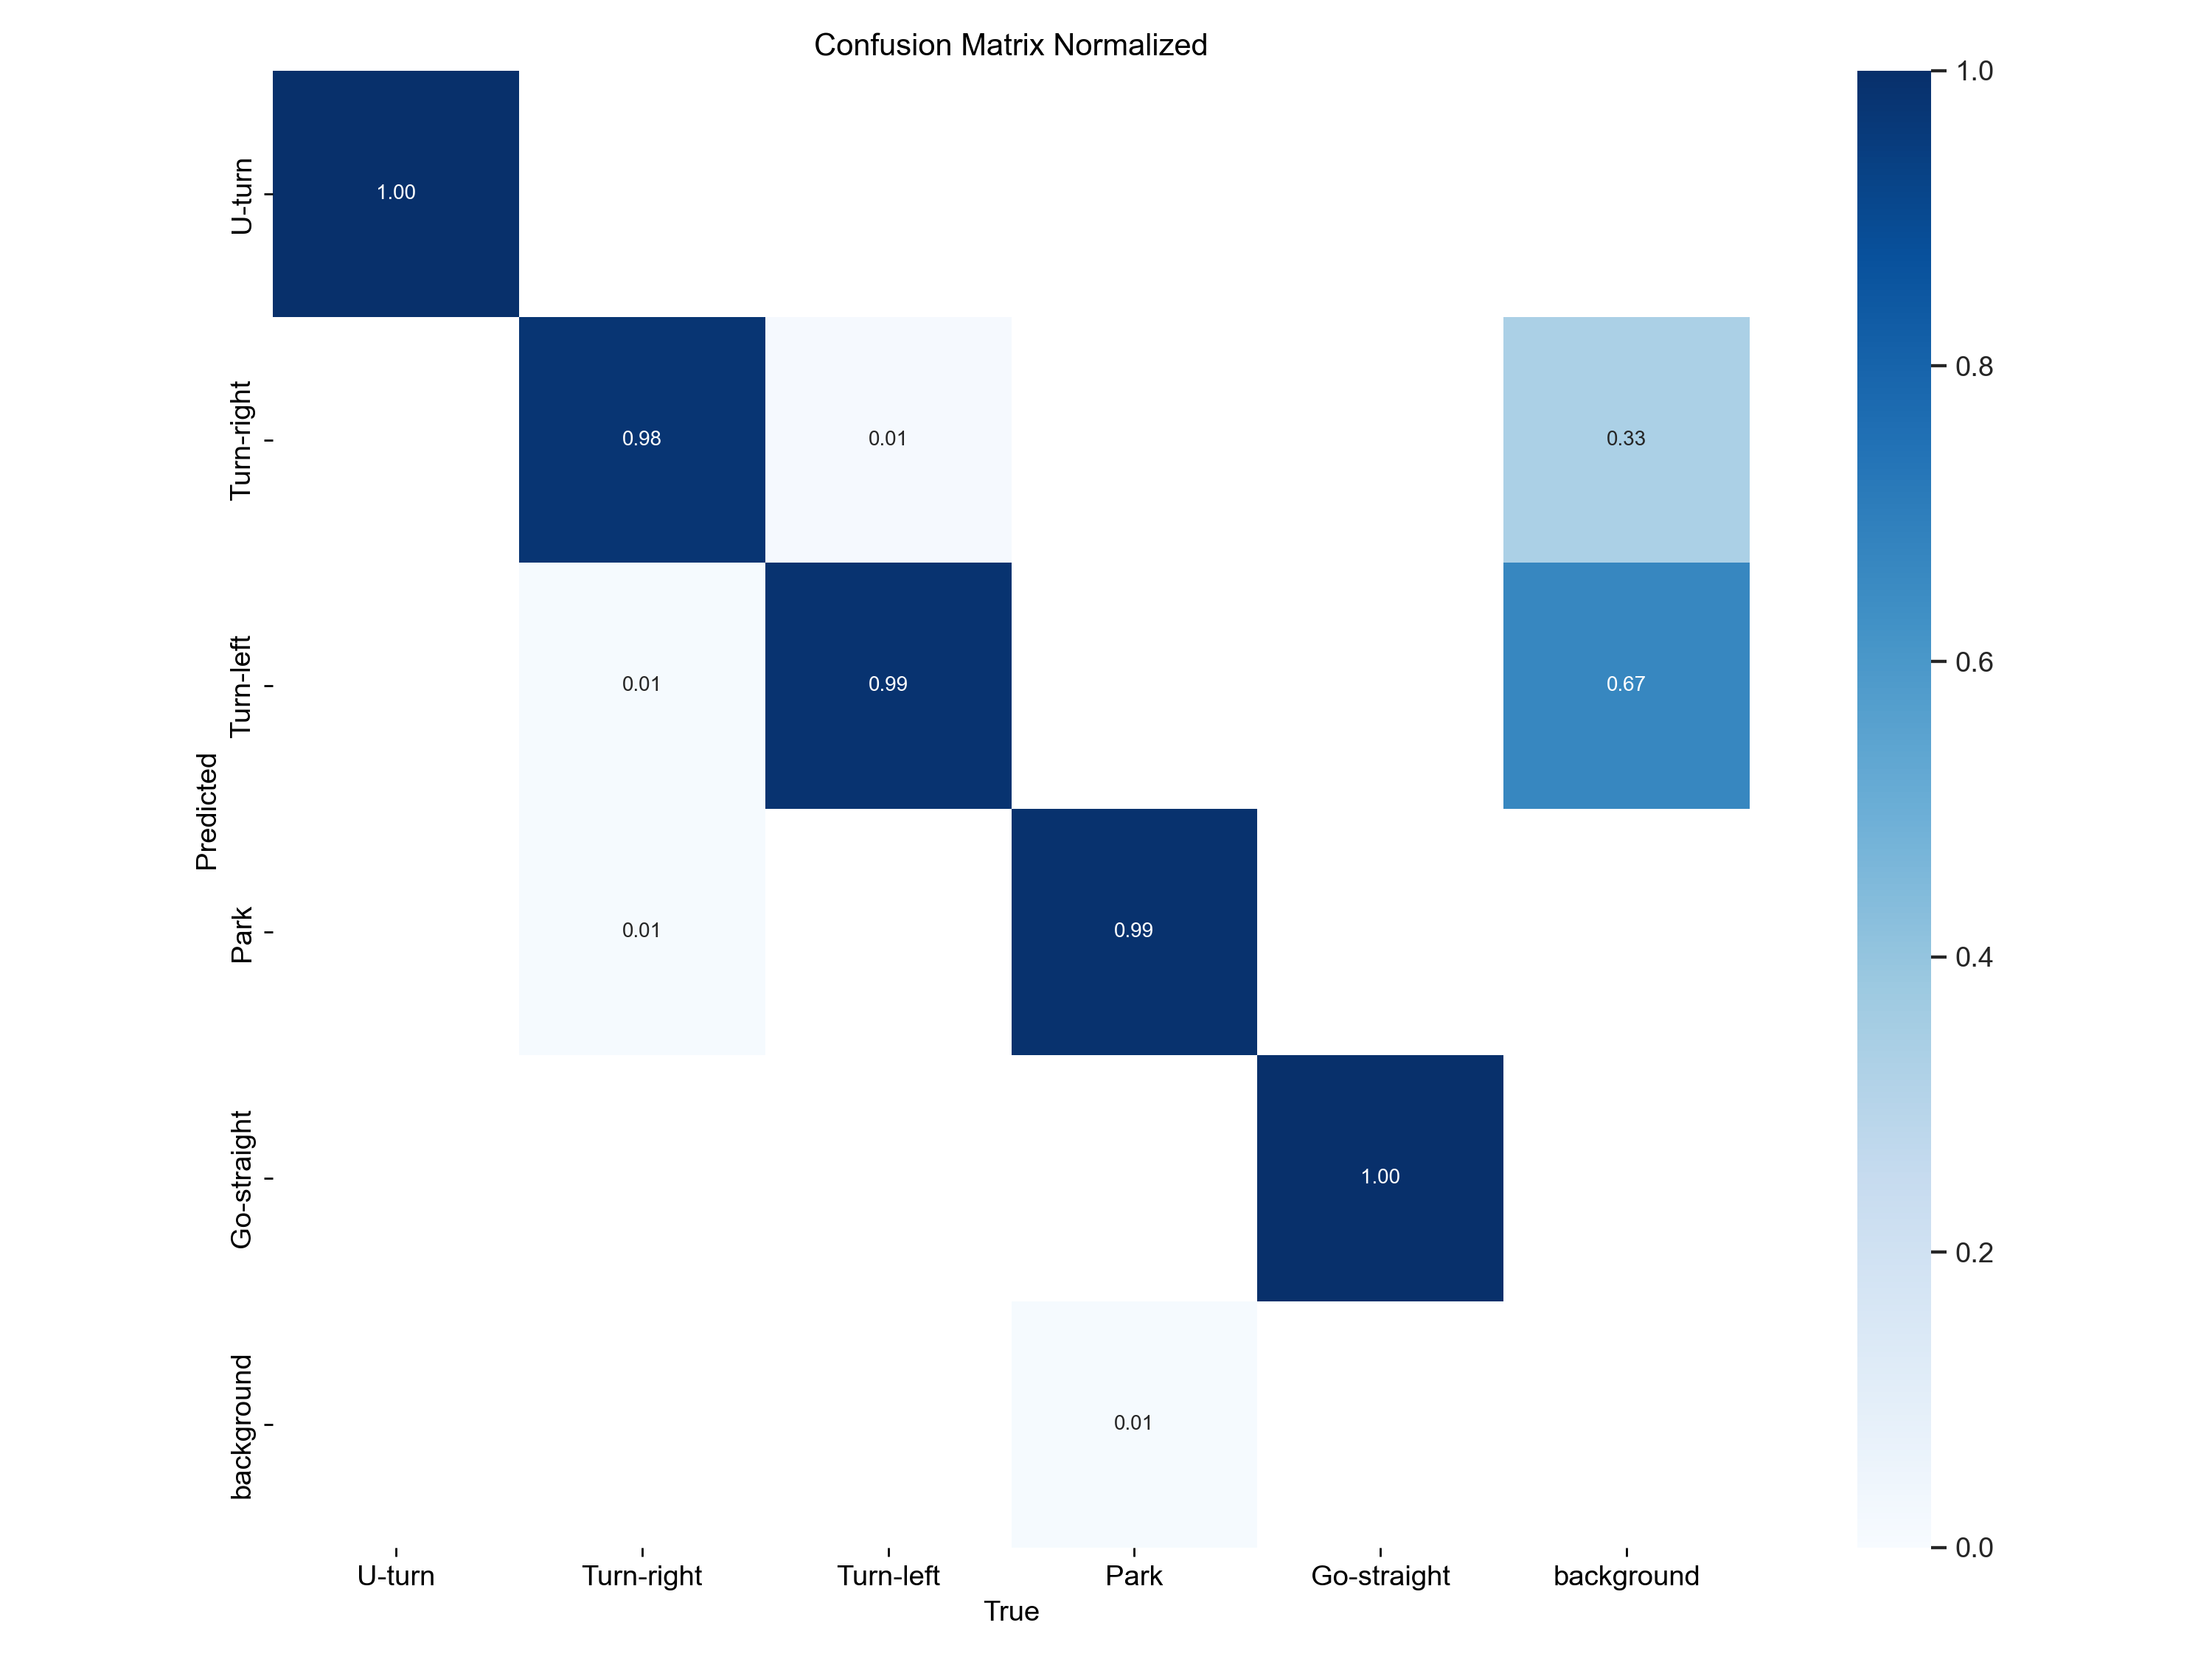 Confusion Matrix Normalized
1.0
U-turn
1.00
0.8
Turn-right
0.98
0.01
0.33
Turn-left
0.01
0.99
0.67
0.6
Predicted
Park
0.01
0.99
0.4
Go-straight
1.00
0.2
background
0.01
0.0
U-turn
Turn-right
Turn-left
Park
Go-straight
background
True